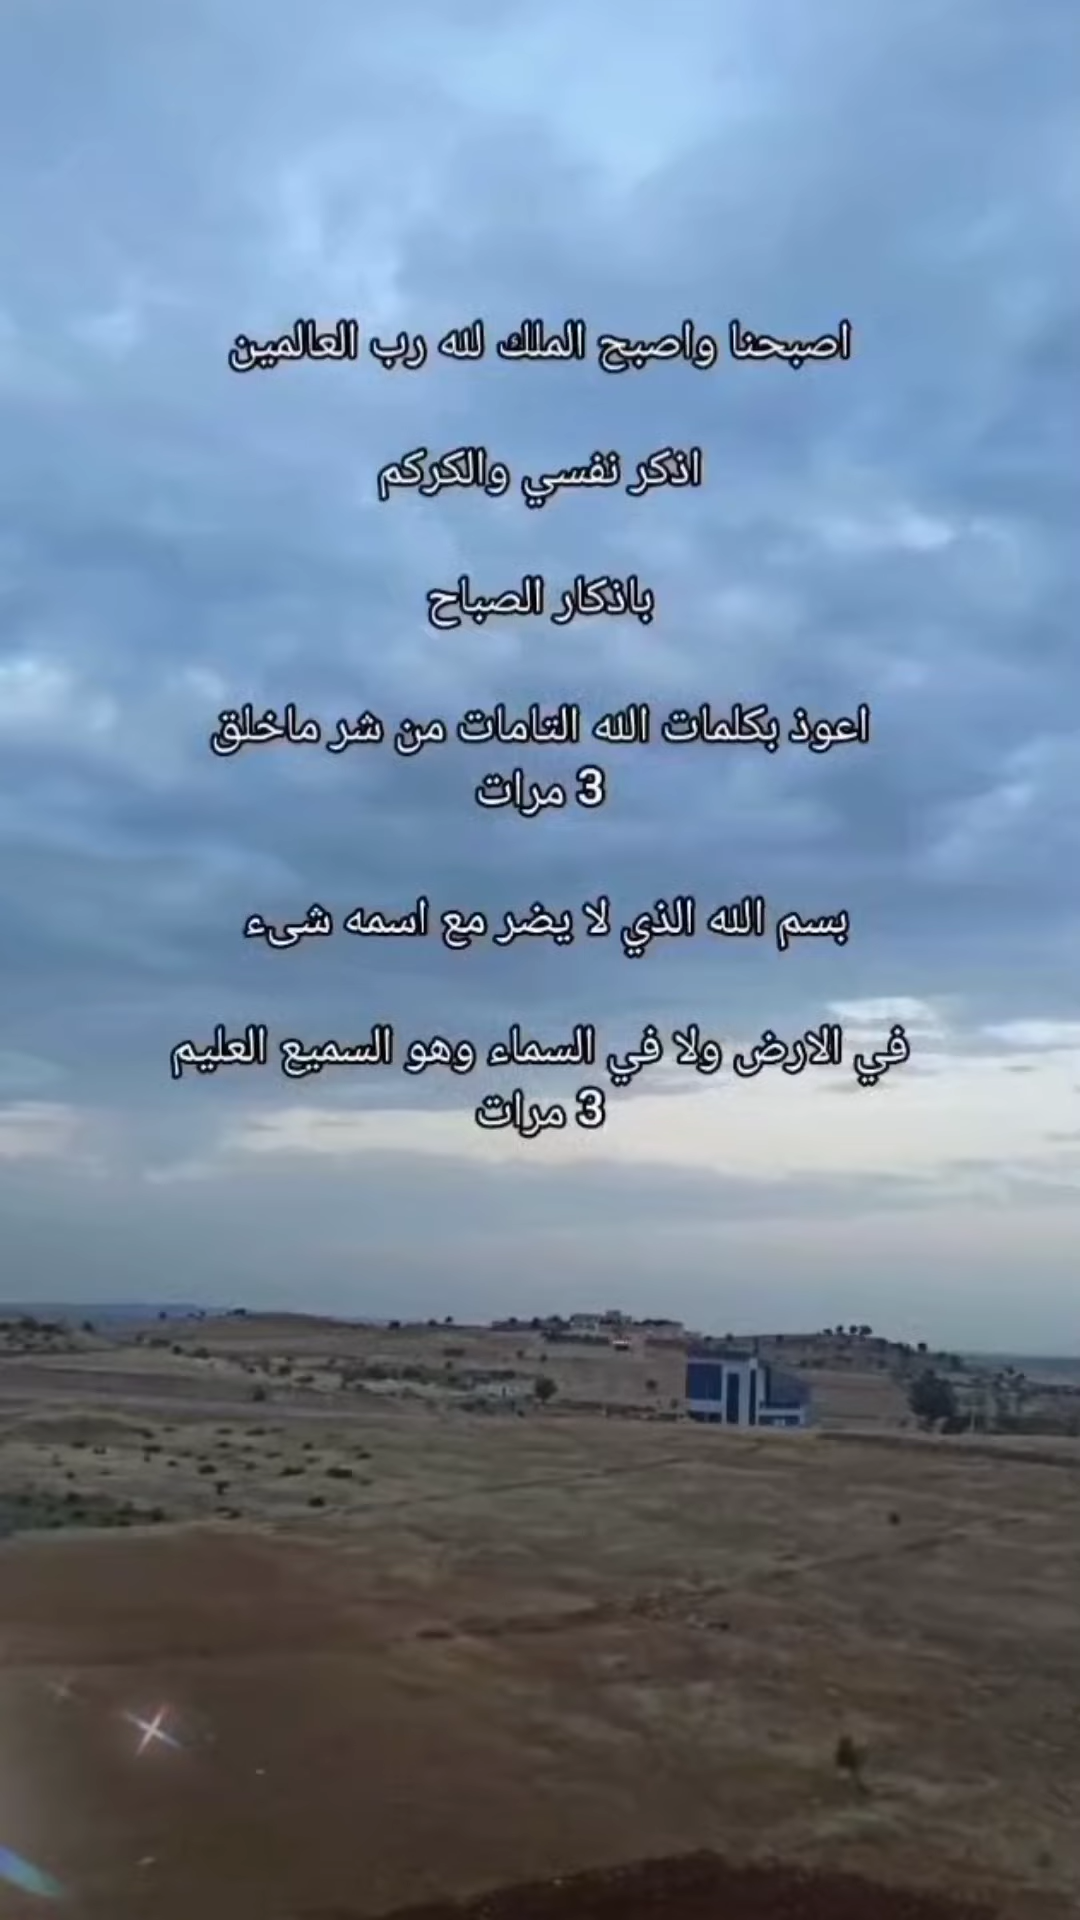 اصبحنا واصبح الملك لله رب العالمين
اذكر نفسي والكركم
باذكار الصباح
اعوذ بكلمات الله التامات من شر ماخلق
3 مرات
بسم الله الذي لا يضر مع اسمه شىء
في الارض ولا في السماء وهو السميع العليم
3 مرات